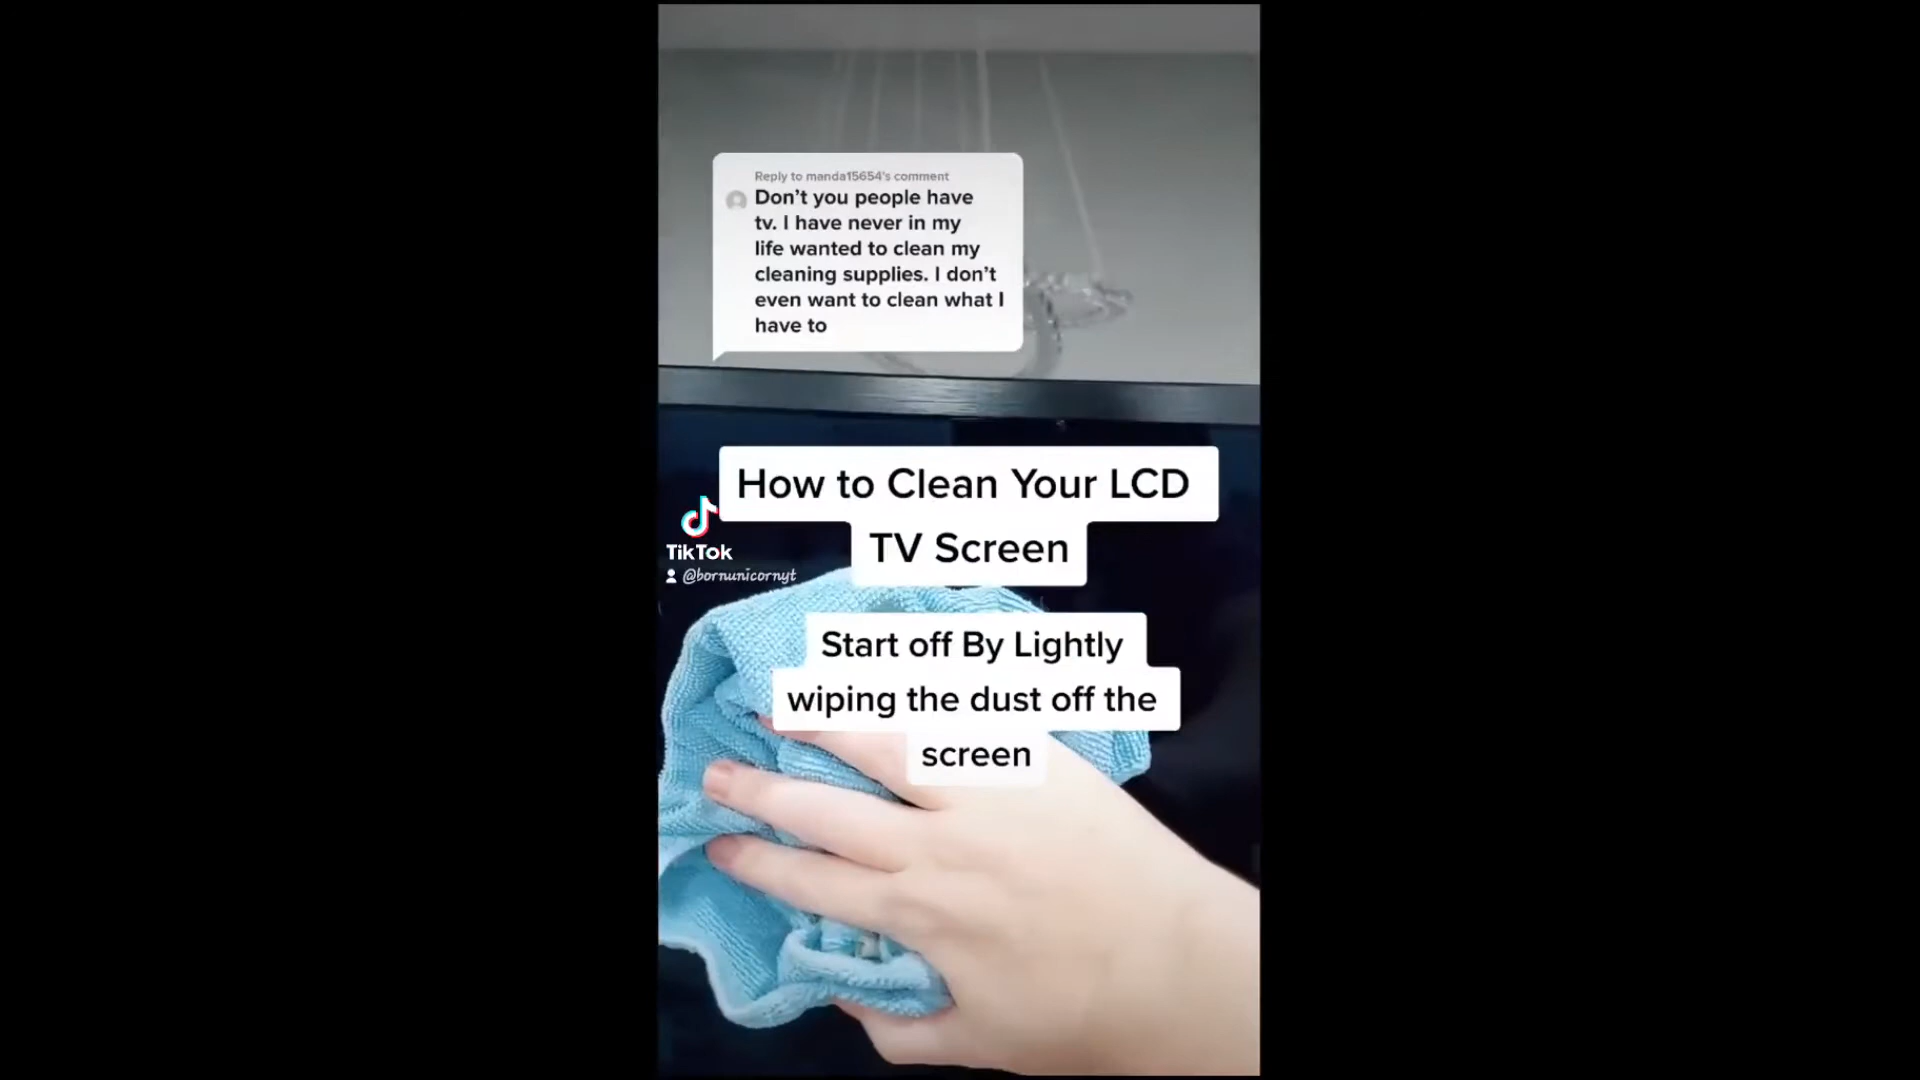 Reply to manda15654's comment
Don't you people have
tv. I have never in my
life wanted to clean my
cleaning supplies. I don't
even want to clean what I
have to
How to Clean Your LCD
TV Screen
TikTok
@bornunicornyt
Start off By Lightly
wiping the dust off the
screen